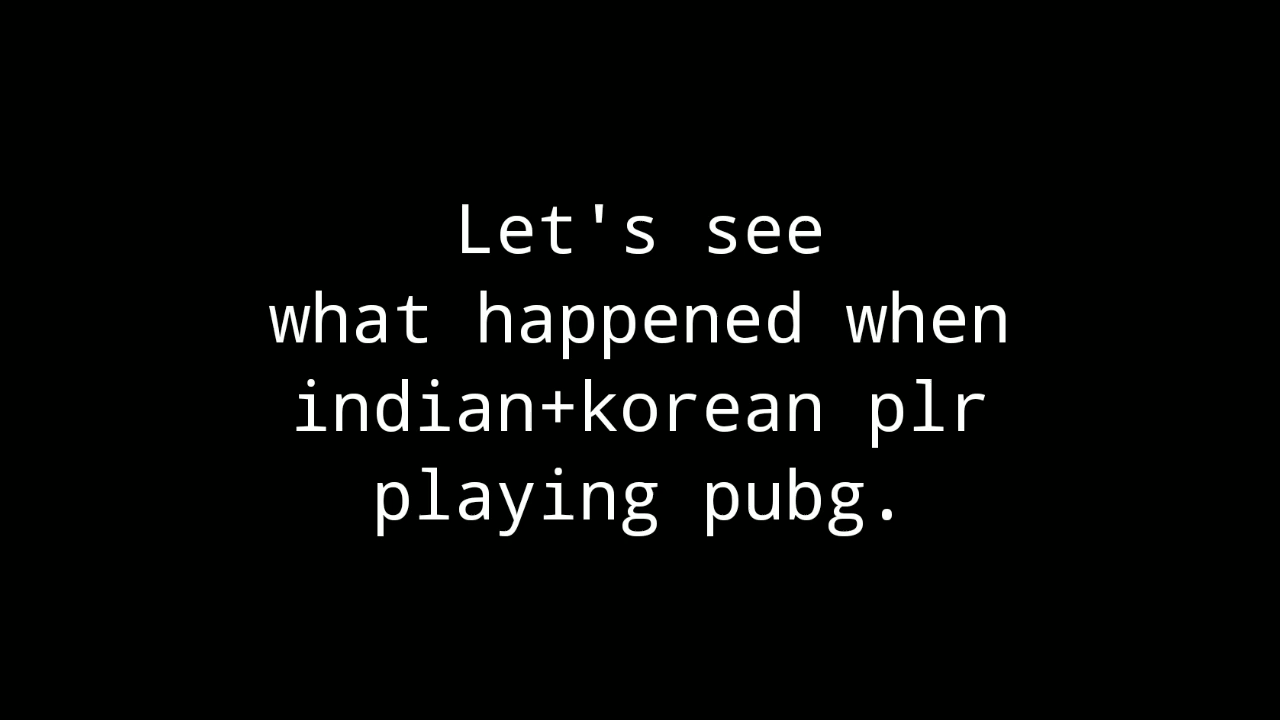 Let's see
what happened when
indian+korean plr
playing pubg.